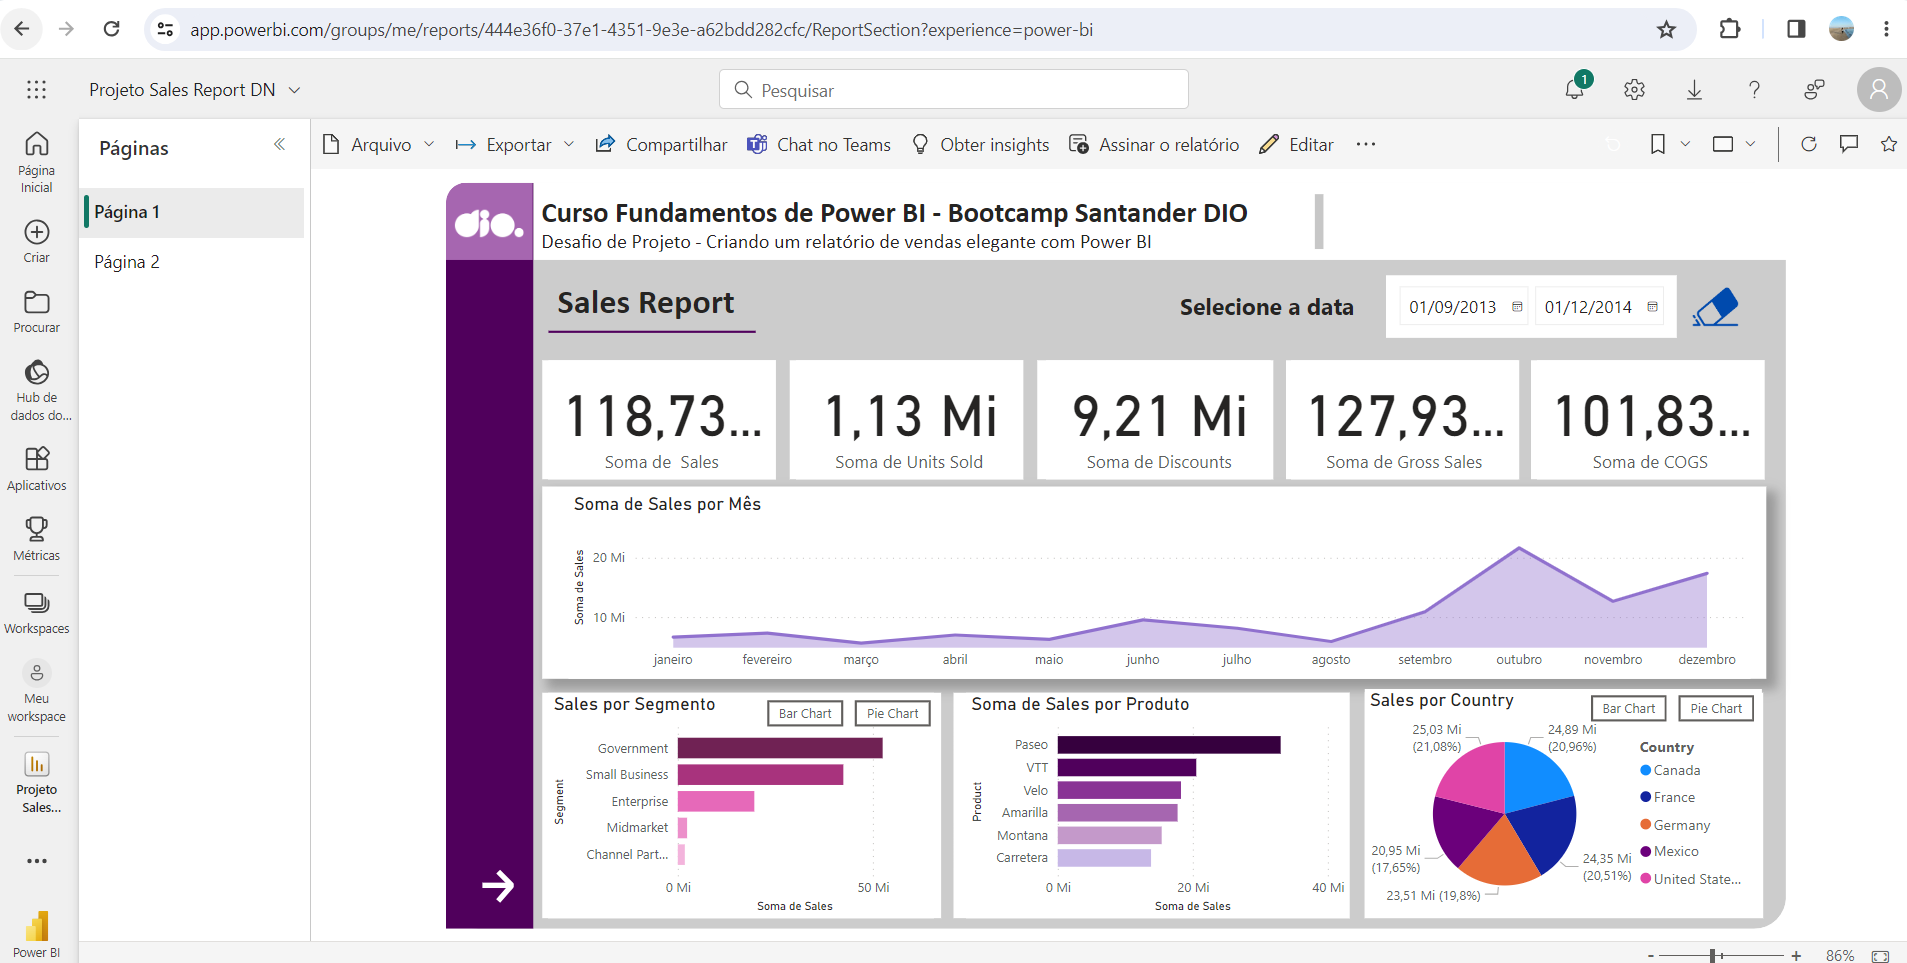 app.powerbi.com/groups/me/reports/444e36f0-37e1-4351-9e3e-a62bdd282cfc/ReportSection?experience=power-bi
Projeto Sales Report DN
Pesquisar
1
Página Inicial
Criar
Procurar
Hub de dados do...
Aplicativos
Métricas
Workspaces
Meu workspace
Projeto Sales...
Power BI
Páginas
Página 1
Página 2
Arquivo
Exportar
Compartilhar
Chat no Teams
Obter insights
Assinar o relatório
Editar
dio.
Curso Fundamentos de Power BI - Bootcamp Santander DIO
Desafio de Projeto - Criando um relatório de vendas elegante com Power BI
Sales Report
Selecione a data
01/09/2013
01/12/2014
118,73...
Soma de Sales
1,13 Mi
Soma de Units Sold
9,21 Mi
Soma de Discounts
127,93...
Soma de Gross Sales
101,83...
Soma de COGS
Soma de Sales por Mês
Soma de Sales
20 Mi
10 Mi
janeiro fevereiro março abril maio junho julho agosto setembro outubro novembro dezembro
Sales por Segmento
Bar Chart
Pie Chart
Segment
Government
Small Business
Enterprise
Midmarket
Channel Part...
0 Mi 50 Mi
Soma de Sales
Soma de Sales por Produto
Product
Paseo
VTT
Velo
Amarilla
Montana
Carretera
0 Mi 20 Mi 40 Mi
Soma de Sales
Sales por Country
Bar Chart
Pie Chart
25,03 Mi
(21,08%)
24,89 Mi
(20,96%)
20,95 Mi
(17,65%)
24,35 Mi
(20,51%)
23,51 Mi (19,8%)
Country
Canada
France
Germany
Mexico
United State...
- + 86%